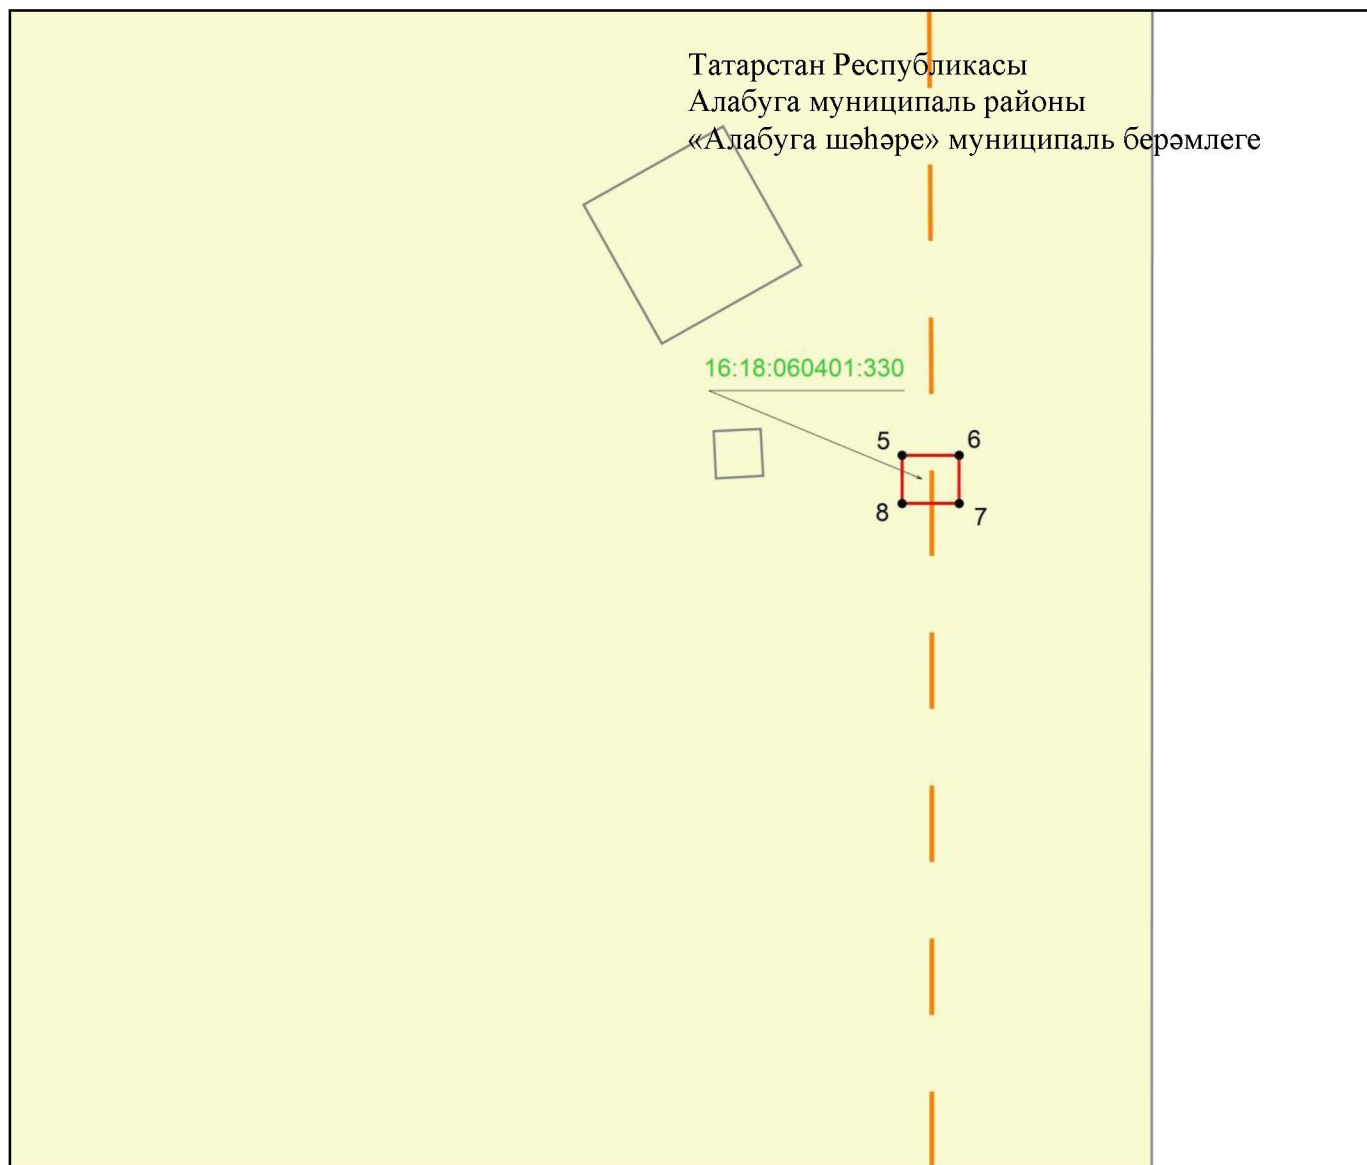 Татарстан Республикасы
Алабуга муниципаль районы
«Алабуга шәһәре» муниципаль берәмлеге
16:18:060401:330
5 6
8 7